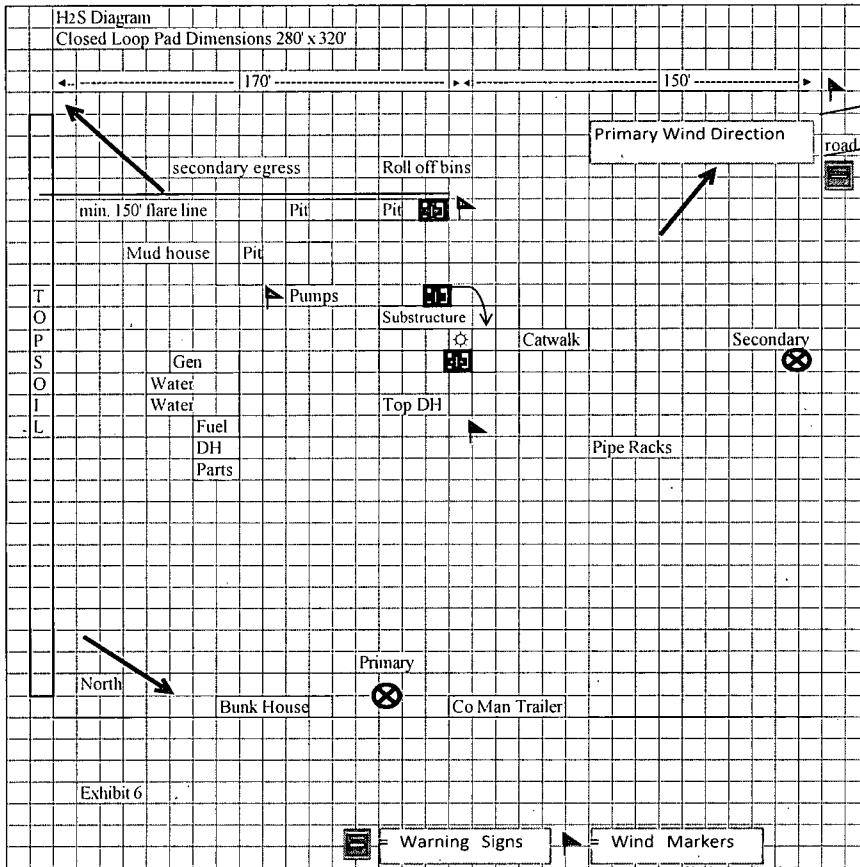 H2S Diagram
Closed Loop Pad Dimensions 280' x 320'
170'
150'
Primary Wind Direction
road
secondary egress
Roll off bins
min. 150' flare line
Pit
Pit
Mud house
Pit
Pumps
Substructure
TOPSOIL
Catwalk
Secondary
Gen
Water
Water
Top DH
Fuel
DH
Pipe Racks
Parts
Primary
North
Bunk House
Co Man Trailer
Exhibit 6
= Warning Signs
= Wind Markers